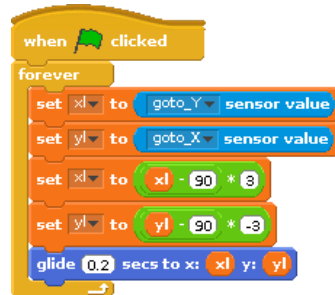 when clicked
forever
set xl to goto_Y sensor value
set yl to goto_X sensor value
set xl to xl - 90 * 3
set yl to yl - 90 * -3
glide 0.2 secs to x: xl y: yl